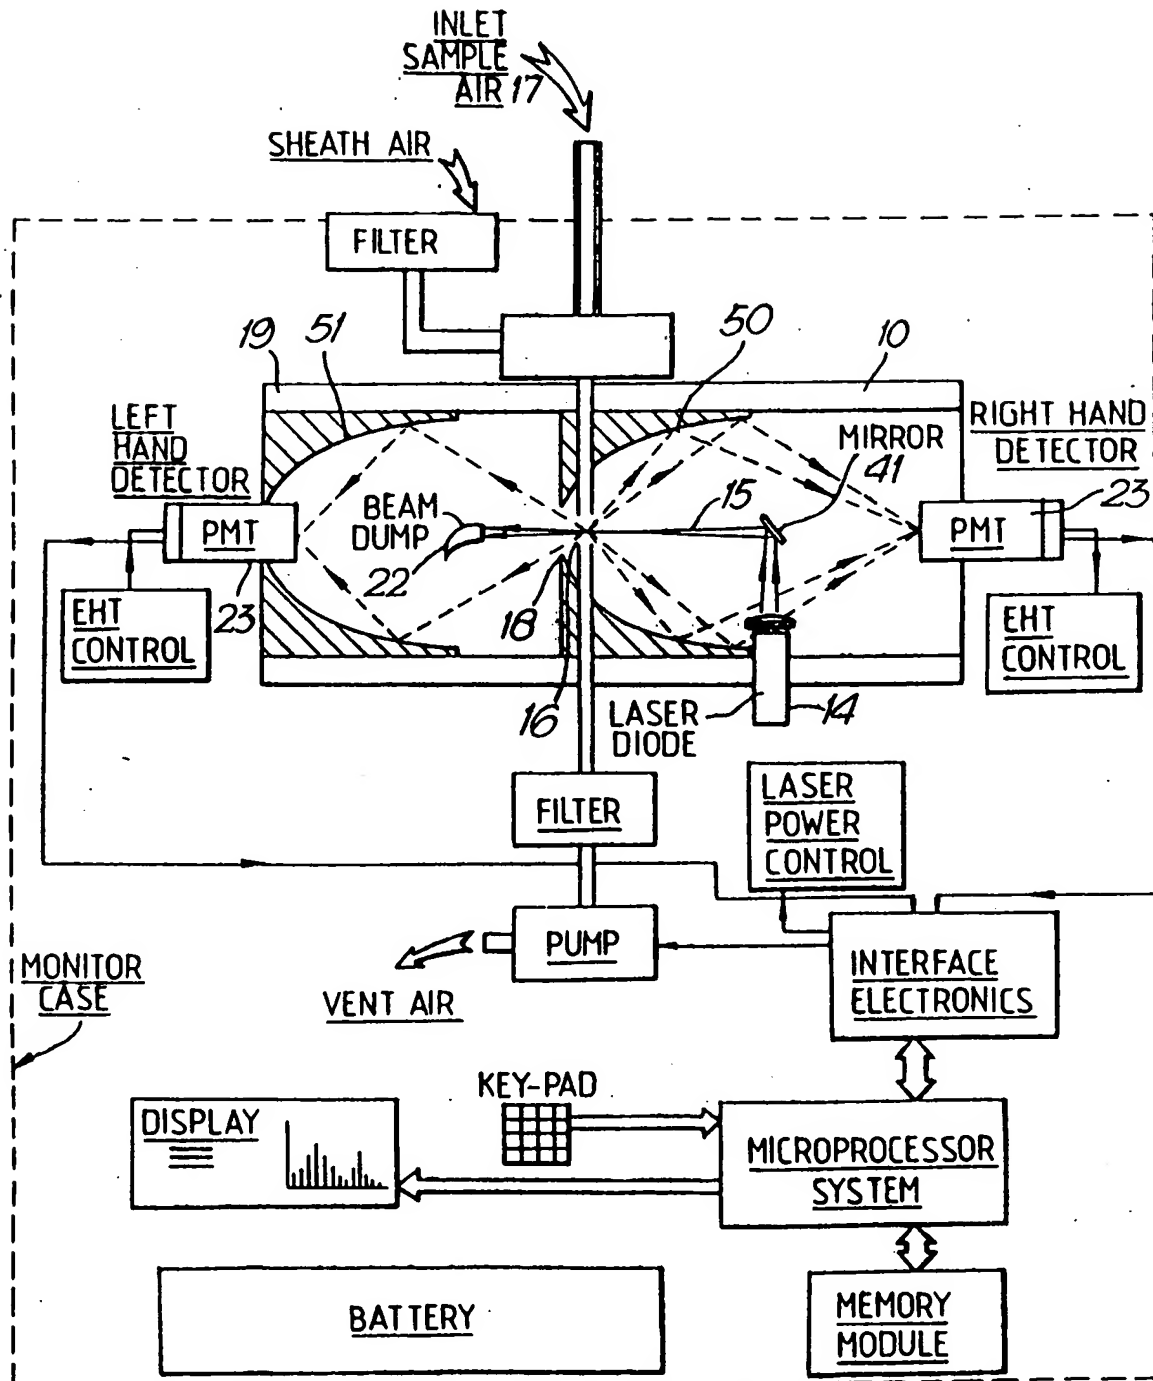 INLET
SAMPLE
AIR 17
SHEATH AIR
FILTER
19
51
50
10
LEFT
HAND
DETECTOR
RIGHT HAND
DETECTOR
MIRROR
41
15
BEAM
DUMP
22
PMT
23
PMT
23
EHT
CONTROL
EHT
CONTROL
18
16
LASER
DIODE
14
FILTER
LASER
POWER
CONTROL
PUMP
VENT AIR
INTERFACE
ELECTRONICS
MONITOR
CASE
KEY-PAD
DISPLAY
MICROPROCESSOR
SYSTEM
BATTERY
MEMORY
MODULE